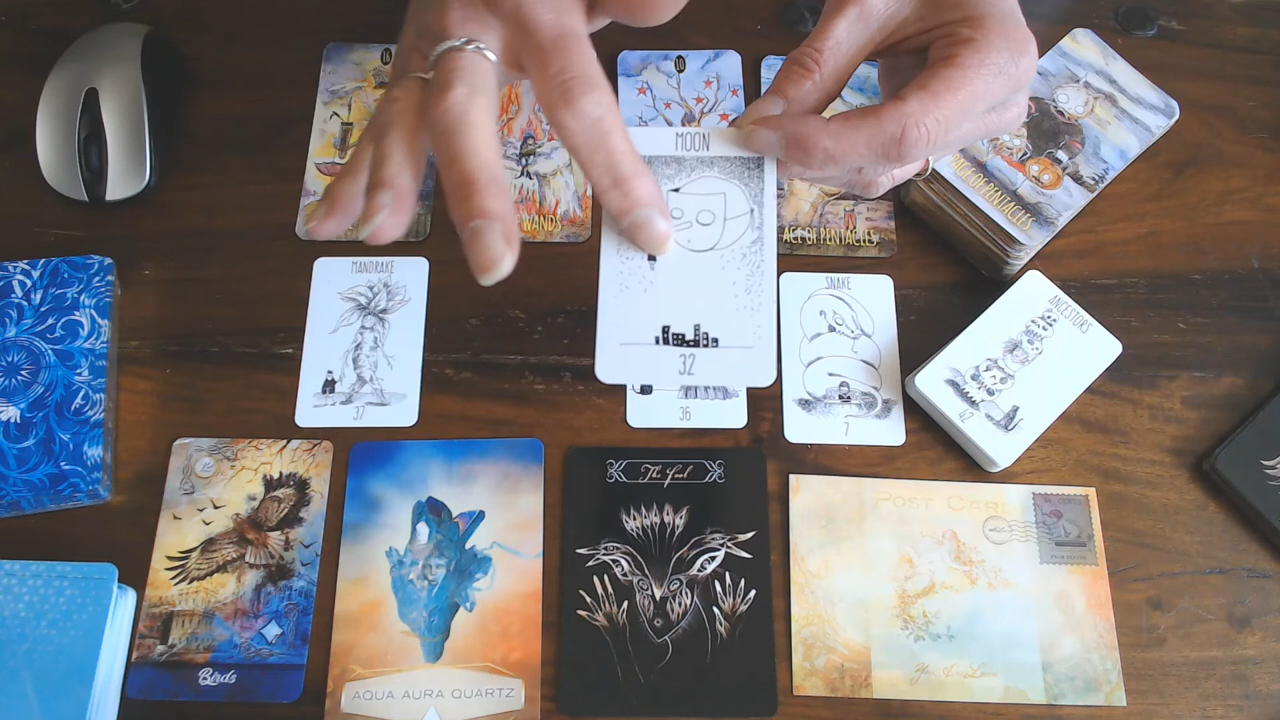 16
10
WANDS
ACE OF PENTACLES
PAGE OF PENTACLES
MOON
32
36
MANDRAKE
37
SNAKE
7
ANCESTORS
42
12
Birds
AQUA AURA QUARTZ
The Fool
POST CARD